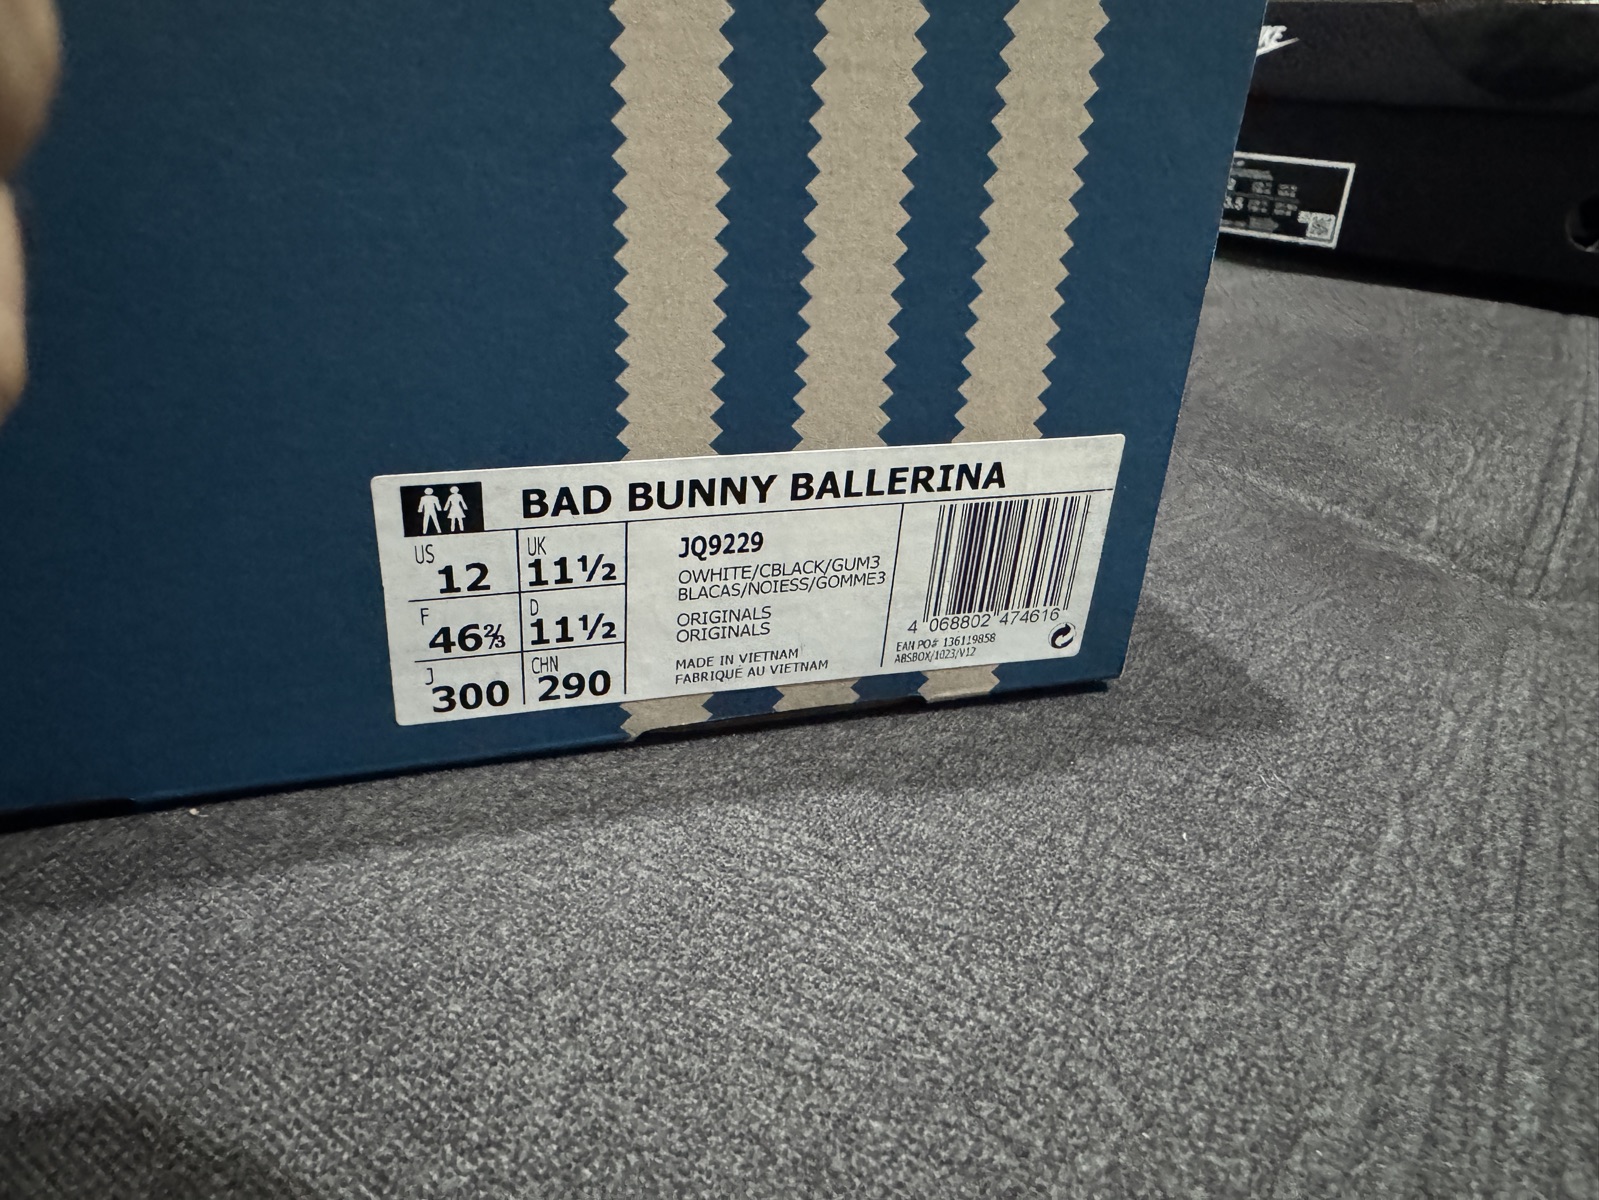 BAD BUNNY BALLERINA
US 12
UK 11½
F 46⅔
D 11½
J 300
CHN 290
JQ9229
OWHITE/CBLACK/GUM3
BLACAS/NOIESS/GOMME3
ORIGINALS
ORIGINALS
MADE IN VIETNAM
FABRIQUÉ AU VIETNAM
4 068802 474616
EAN PO# 136119858
ABSBOX/1023/V12